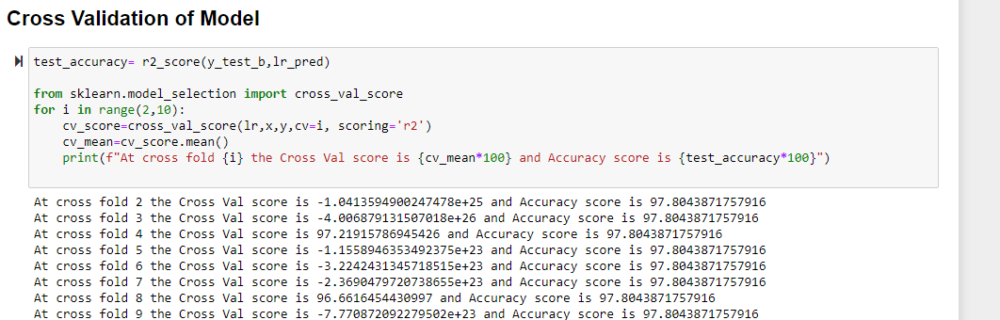 Cross Validation of Model
test_accuracy= r2_score(y_test_b,lr_pred)
from sklearn.model_selection import cross_val_score
for i in range(2,10):
    cv_score=cross_val_score(lr,x,y,cv=i, scoring='r2')
    cv_mean=cv_score.mean()
    print(f"At cross fold {i} the Cross Val score is {cv_mean*100} and Accuracy score is {test_accuracy*100}")
At cross fold 2 the Cross Val score is -1.0413594900247478e+25 and Accuracy score is 97.8043871757916
At cross fold 3 the Cross Val score is -4.006879131507018e+26 and Accuracy score is 97.8043871757916
At cross fold 4 the Cross Val score is 97.21915786945426 and Accuracy score is 97.8043871757916
At cross fold 5 the Cross Val score is -1.1558946353492375e+23 and Accuracy score is 97.8043871757916
At cross fold 6 the Cross Val score is -3.2242431345718515e+23 and Accuracy score is 97.8043871757916
At cross fold 7 the Cross Val score is -2.3690479720738655e+23 and Accuracy score is 97.8043871757916
At cross fold 8 the Cross Val score is 96.6616454430997 and Accuracy score is 97.8043871757916
At cross fold 9 the Cross Val score is -7.770872092279502e+23 and Accuracy score is 97.8043871757916